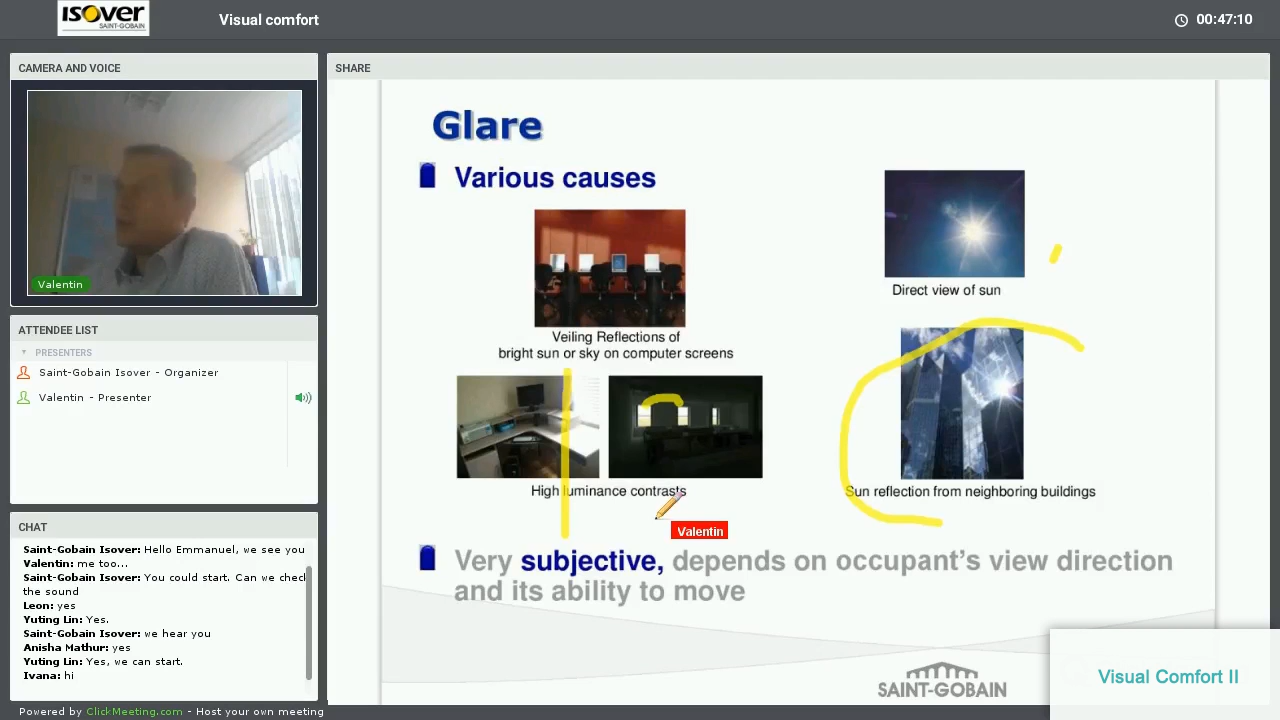 isover
SAINT-GOBAIN
Visual comfort
00:47:10
CAMERA AND VOICE
Valentin
ATTENDEE LIST
PRESENTERS
Saint-Gobain Isover - Organizer
Valentin - Presenter
CHAT
Saint-Gobain Isover: Hello Emmanuel, we see you
Valentin: me too...
Saint-Gobain Isover: You could start. Can we check
the sound
Leon: yes
Yuting Lin: Yes.
Saint-Gobain Isover: we hear you
Anisha Mathur: yes
Yuting Lin: Yes, we can start.
Ivana: hi
Powered by ClickMeeting.com - Host your own meeting
SHARE
Glare
Various causes
Veiling Reflections of
bright sun or sky on computer screens
Direct view of sun
High luminance contrasts
Sun reflection from neighboring buildings
Valentin
Very subjective, depends on occupant's view direction
and its ability to move
SAINT-GOBAIN
Visual Comfort II